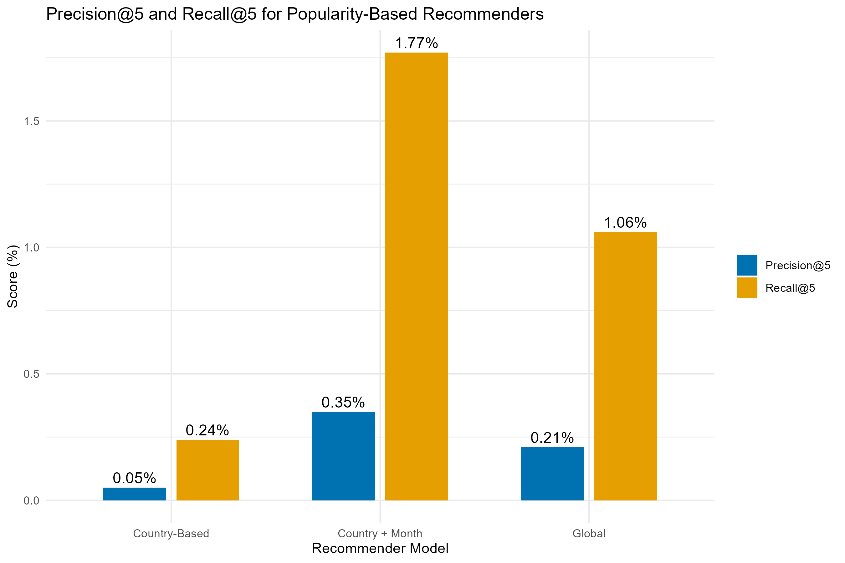 Precision@5 and Recall@5 for Popularity-Based Recommenders
1.77%
1.5
1.06%
1.0
Score (%)
Precision@5
Recall@5
0.5
0.35%
0.24%
0.21%
0.05%
0.0
Country-Based
Country + Month
Global
Recommender Model